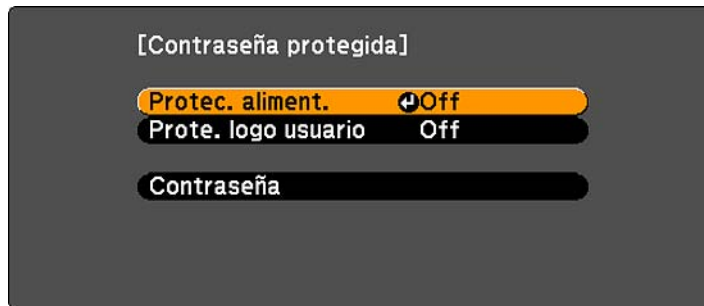 [Contraseña protegida]
Protec. aliment. Off
Prote. logo usuario Off
Contraseña